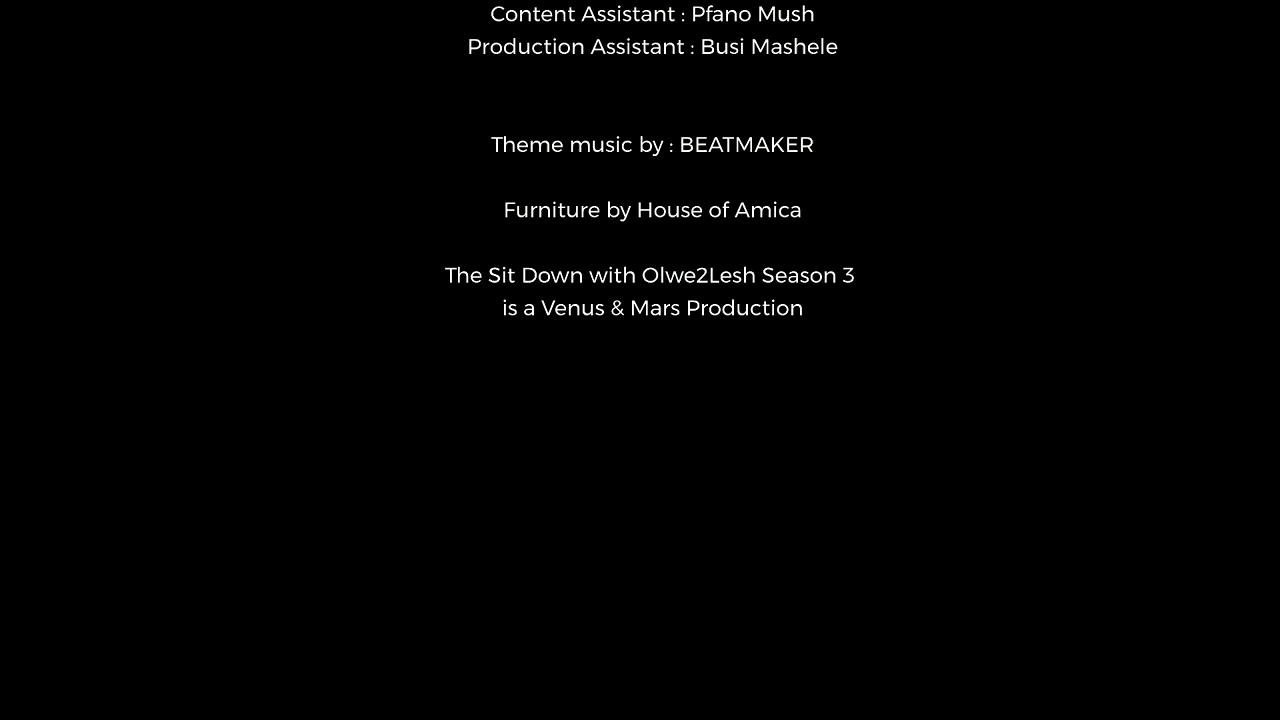 Content Assistant : Pfano Mush
Production Assistant : Busi Mashele
Theme music by : BEATMAKER
Furniture by House of Amica
The Sit Down with Olwe2Lesh Season 3
is a Venus & Mars Production